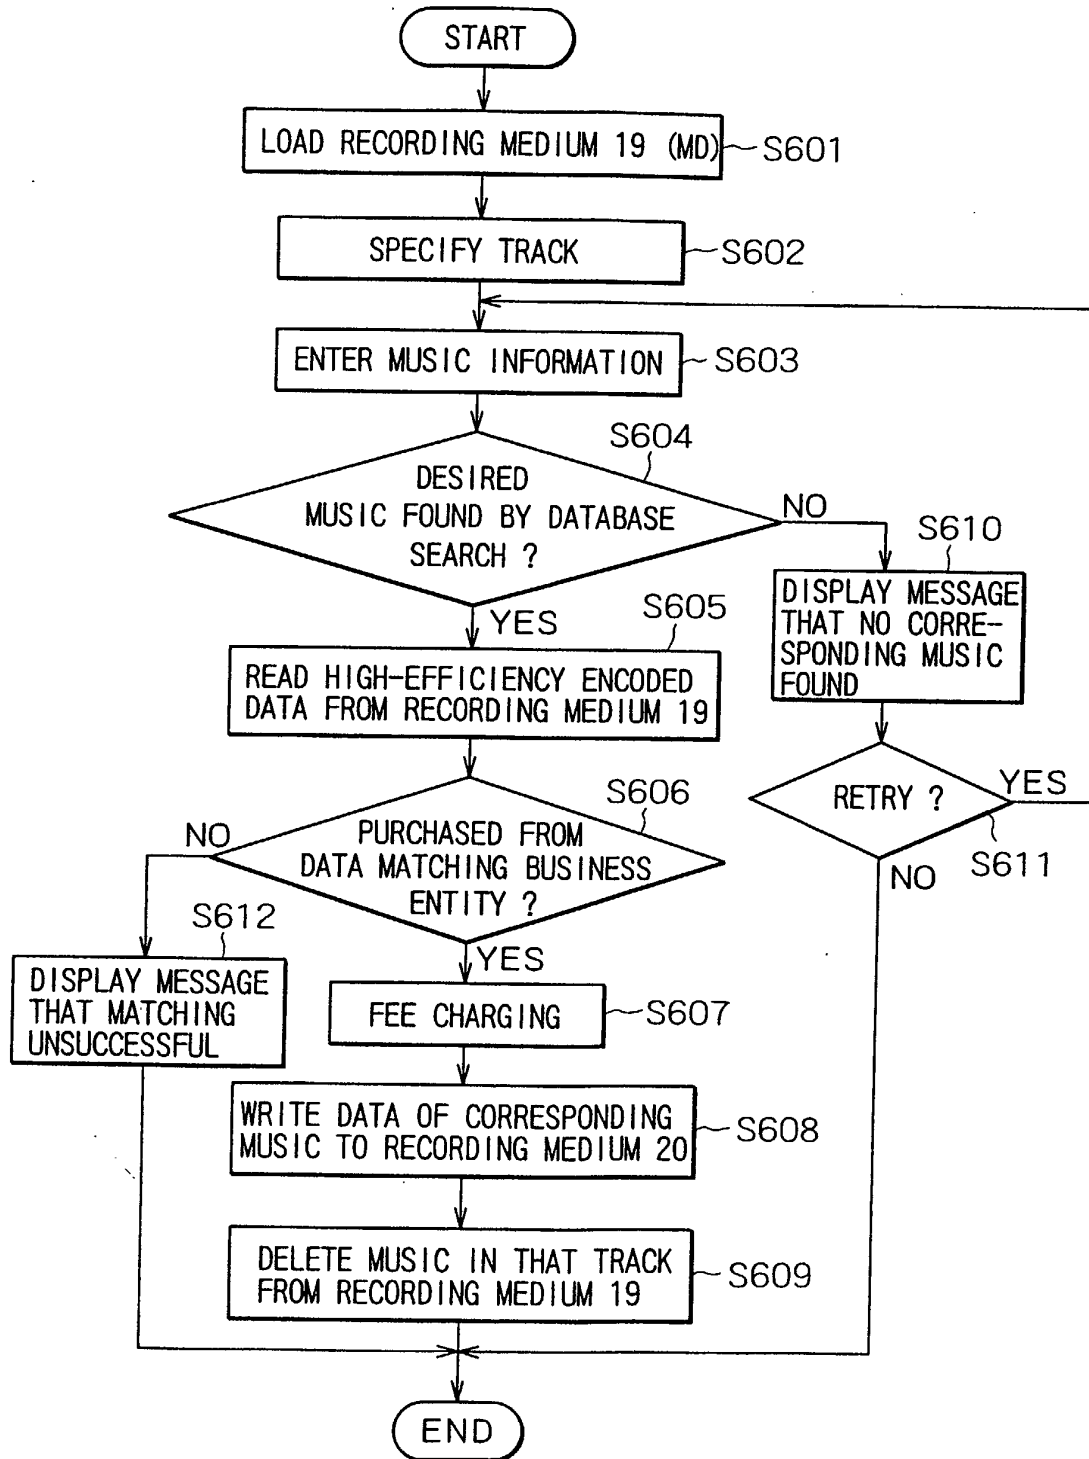 START
LOAD RECORDING MEDIUM 19 (MD)
S601
SPECIFY TRACK
S602
ENTER MUSIC INFORMATION
S603
S604
DESIRED
MUSIC FOUND BY DATABASE
SEARCH ?
NO
YES
S610
DISPLAY MESSAGE
THAT NO CORRE-
SPONDING MUSIC
FOUND
S605
READ HIGH-EFFICIENCY ENCODED
DATA FROM RECORDING MEDIUM 19
RETRY ?
YES
S611
NO
S606
PURCHASED FROM
DATA MATCHING BUSINESS
ENTITY ?
NO
YES
S612
DISPLAY MESSAGE
THAT MATCHING
UNSUCCESSFUL
FEE CHARGING
S607
WRITE DATA OF CORRESPONDING
MUSIC TO RECORDING MEDIUM 20
S608
DELETE MUSIC IN THAT TRACK
FROM RECORDING MEDIUM 19
S609
END